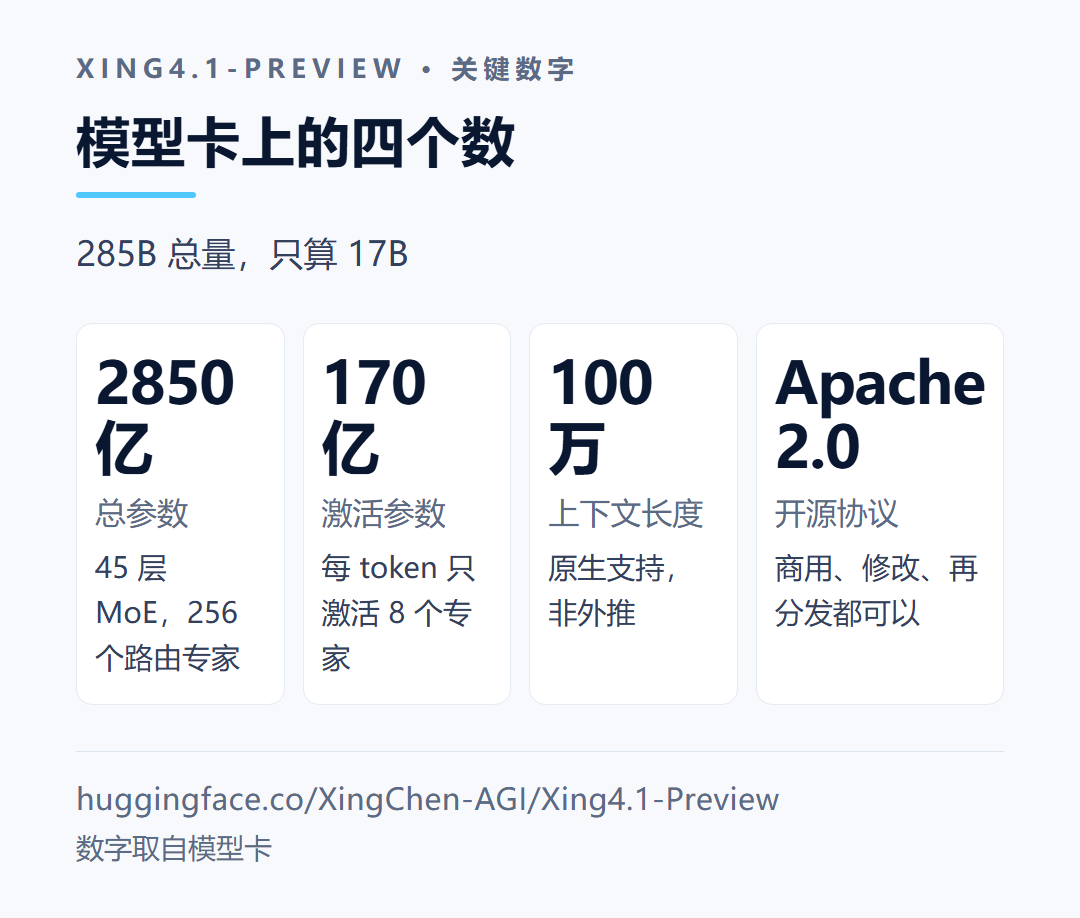 XING4.1-PREVIEW • 关键数字
模型卡上的四个数
285B 总量，只算 17B
2850
亿
总参数
45 层
MoE，256
个路由专家
170
亿
激活参数
每 token 只
激活 8 个专
家
100
万
上下文长度
原生支持，
非外推
Apache
2.0
开源协议
商用、修改、再
分发都可以
huggingface.co/XingChen-AGI/Xing4.1-Preview
数字取自模型卡